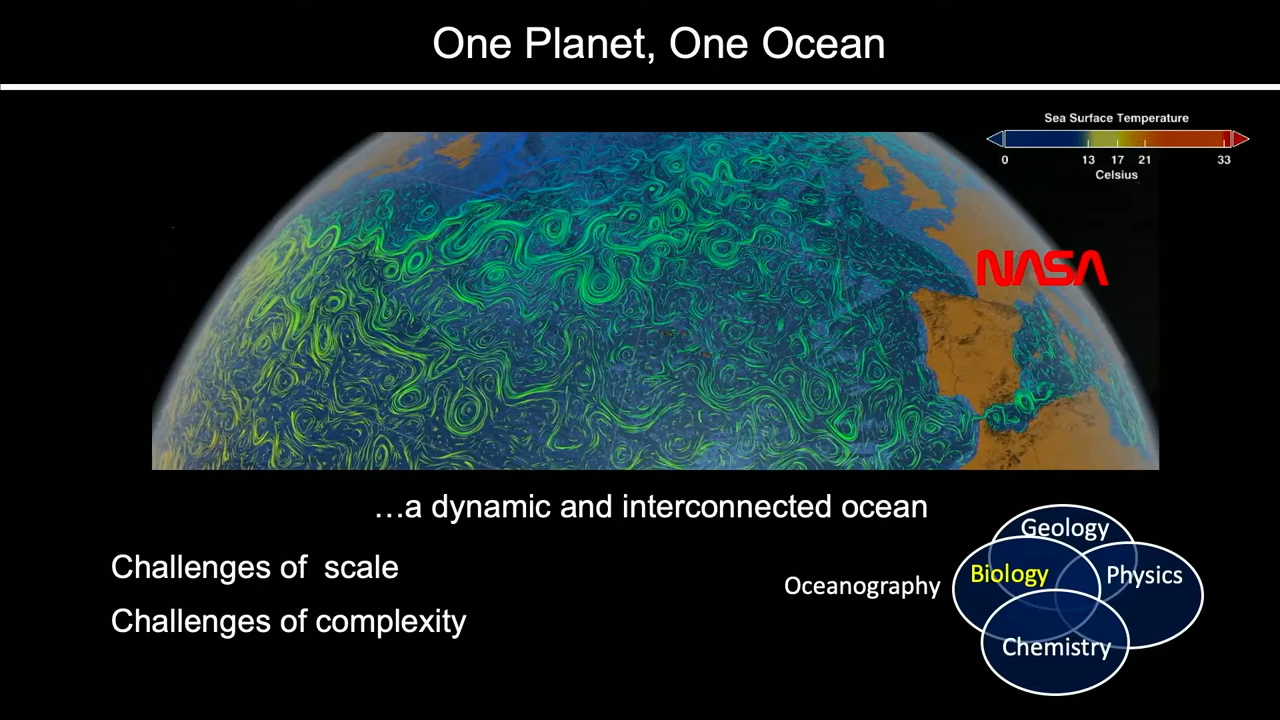 One Planet, One Ocean
Sea Surface Temperature
0 13 17 21 33
Celsius
NASA
...a dynamic and interconnected ocean
Challenges of scale
Challenges of complexity
Oceanography
Geology
Biology
Physics
Chemistry